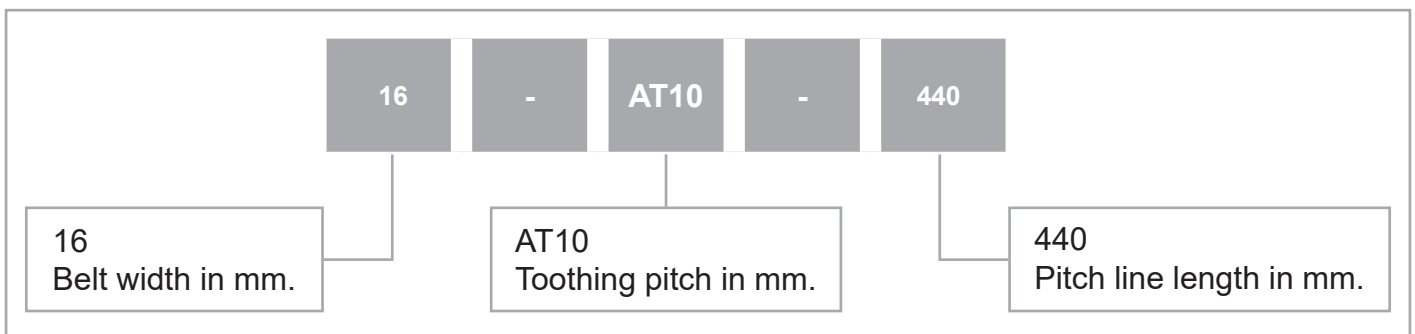 16 - AT10 - 440
16
Belt width in mm.
AT10
Toothing pitch in mm.
440
Pitch line length in mm.